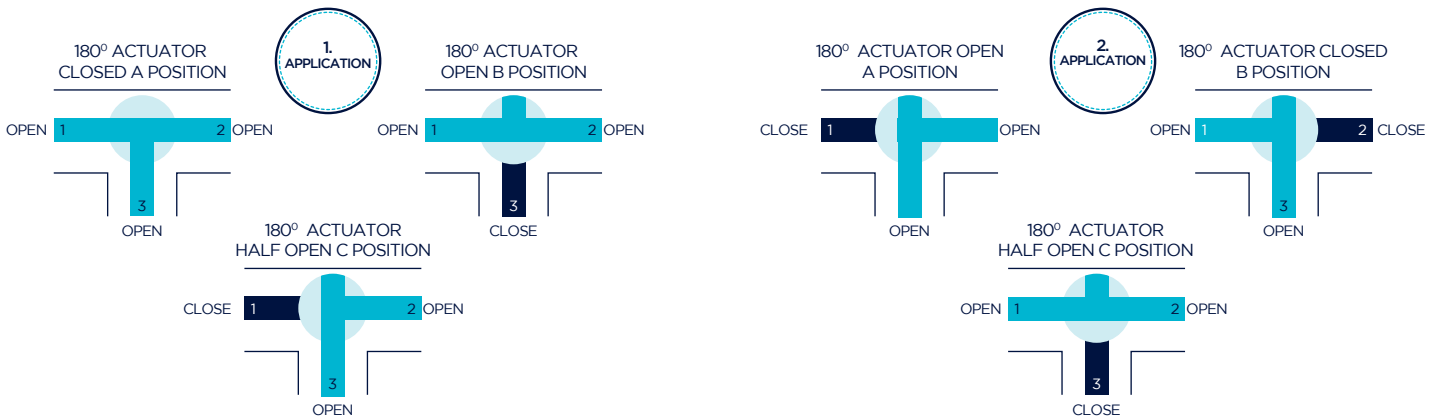 1.
APPLICATION
180⁰ ACTUATOR
CLOSED A POSITION
OPEN 1 2 OPEN
3
OPEN
180⁰ ACTUATOR
OPEN B POSITION
OPEN 1 2 OPEN
3
CLOSE
180⁰ ACTUATOR
HALF OPEN C POSITION
CLOSE 1 2 OPEN
3
OPEN
2.
APPLICATION
180⁰ ACTUATOR OPEN
A POSITION
CLOSE 1 OPEN
OPEN
180⁰ ACTUATOR CLOSED
B POSITION
OPEN 1 2 CLOSE
3
OPEN
180⁰ ACTUATOR
HALF OPEN C POSITION
OPEN 1 2 OPEN
3
CLOSE